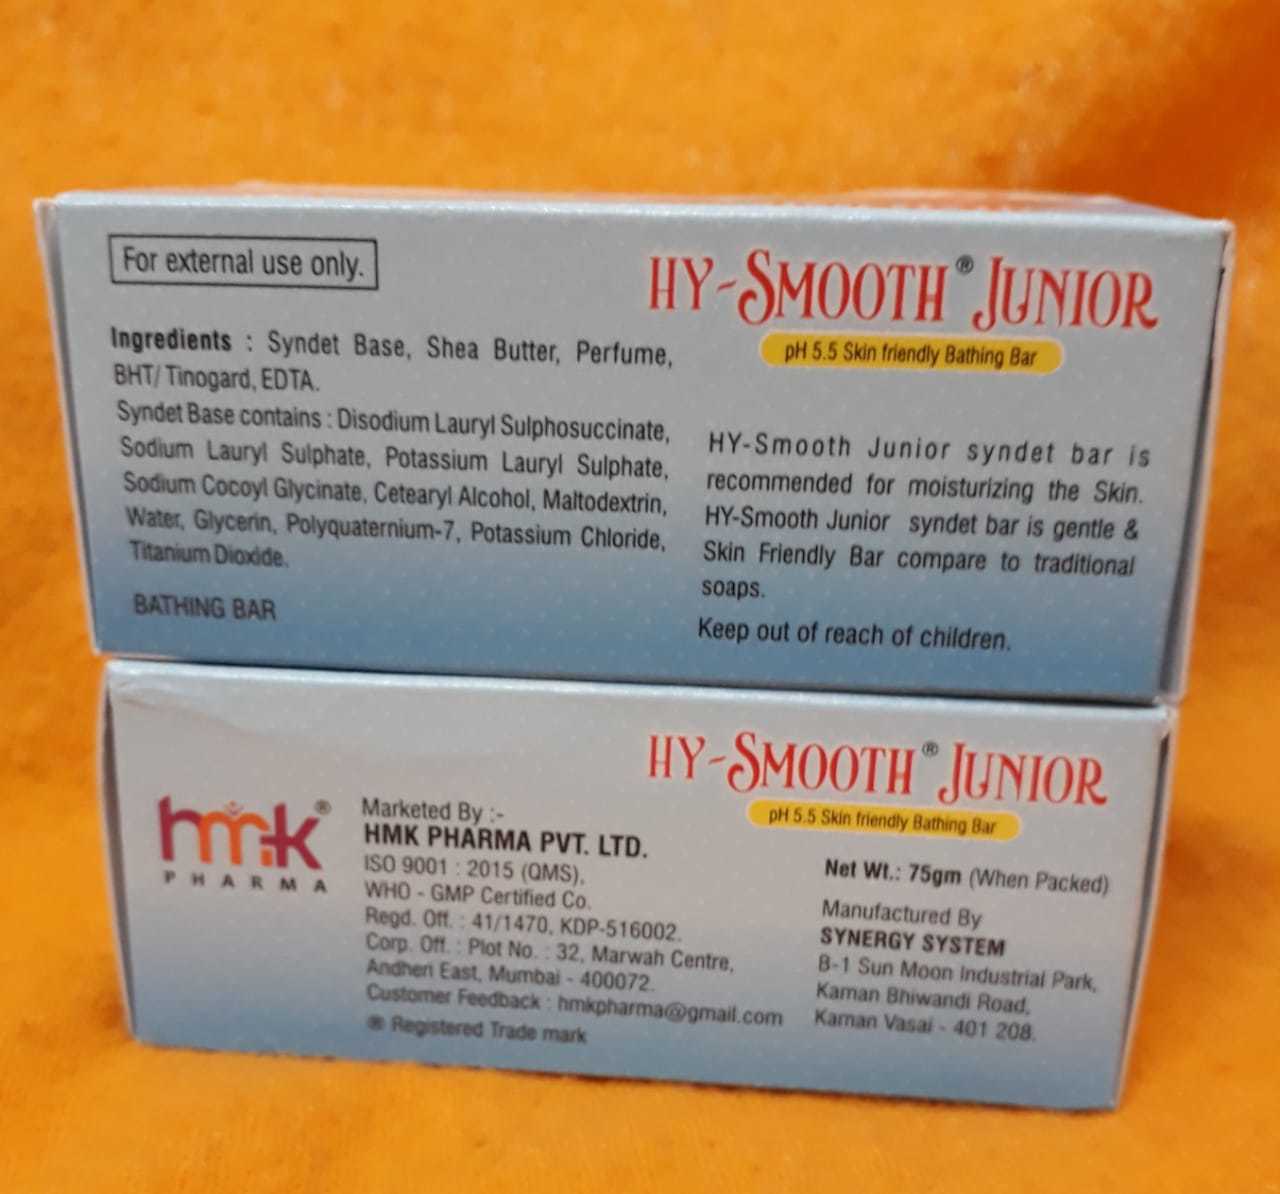 For external use only.
Ingredients : Syndet Base, Shea Butter, Perfume,
BHT/ Tinogard, EDTA.
Syndet Base contains : Disodium Lauryl Sulphosuccinate,
Sodium Lauryl Sulphate, Potassium Lauryl Sulphate,
Sodium Cocoyl Glycinate, Cetearyl Alcohol, Maltodextrin,
Water, Glycerin, Polyquaternium-7, Potassium Chloride,
Titanium Dioxide.
BATHING BAR
HY-SMOOTH® JUNIOR
pH 5.5 Skin friendly Bathing Bar
HY-Smooth Junior syndet bar is
recommended for moisturizing the Skin.
HY-Smooth Junior syndet bar is gentle &
Skin Friendly Bar compare to traditional
soaps.
Keep out of reach of children.
hmk®
PHARMA
Marketed By :-
HMK PHARMA PVT. LTD.
ISO 9001 : 2015 (QMS),
WHO - GMP Certified Co.
Regd. Off. : 41/1470, KDP-516002.
Corp. Off. : Plot No. : 32, Marwah Centre,
Andheri East, Mumbai - 400072.
Customer Feedback : hmkpharma@gmail.com
® Registered Trade mark
HY-SMOOTH® JUNIOR
pH 5.5 Skin friendly Bathing Bar
Net Wt.: 75gm (When Packed)
Manufactured By
SYNERGY SYSTEM
B-1 Sun Moon Industrial Park,
Kaman Bhiwandi Road,
Kaman Vasai - 401 208.